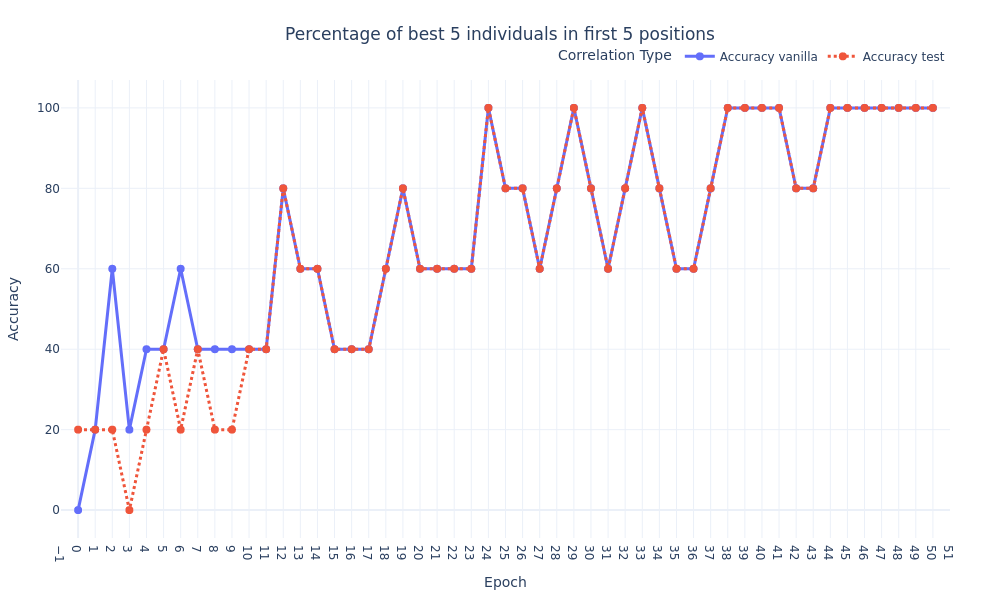 Percentage of best 5 individuals in first 5 positions
Correlation Type Accuracy vanilla Accuracy test
100
80
60
40
20
0
Accuracy
−1 0 1 2 3 4 5 6 7 8 9 10 11 12 13 14 15 16 17 18 19 20 21 22 23 24 25 26 27 28 29 30 31 32 33 34 35 36 37 38 39 40 41 42 43 44 45 46 47 48 49 50 51
Epoch